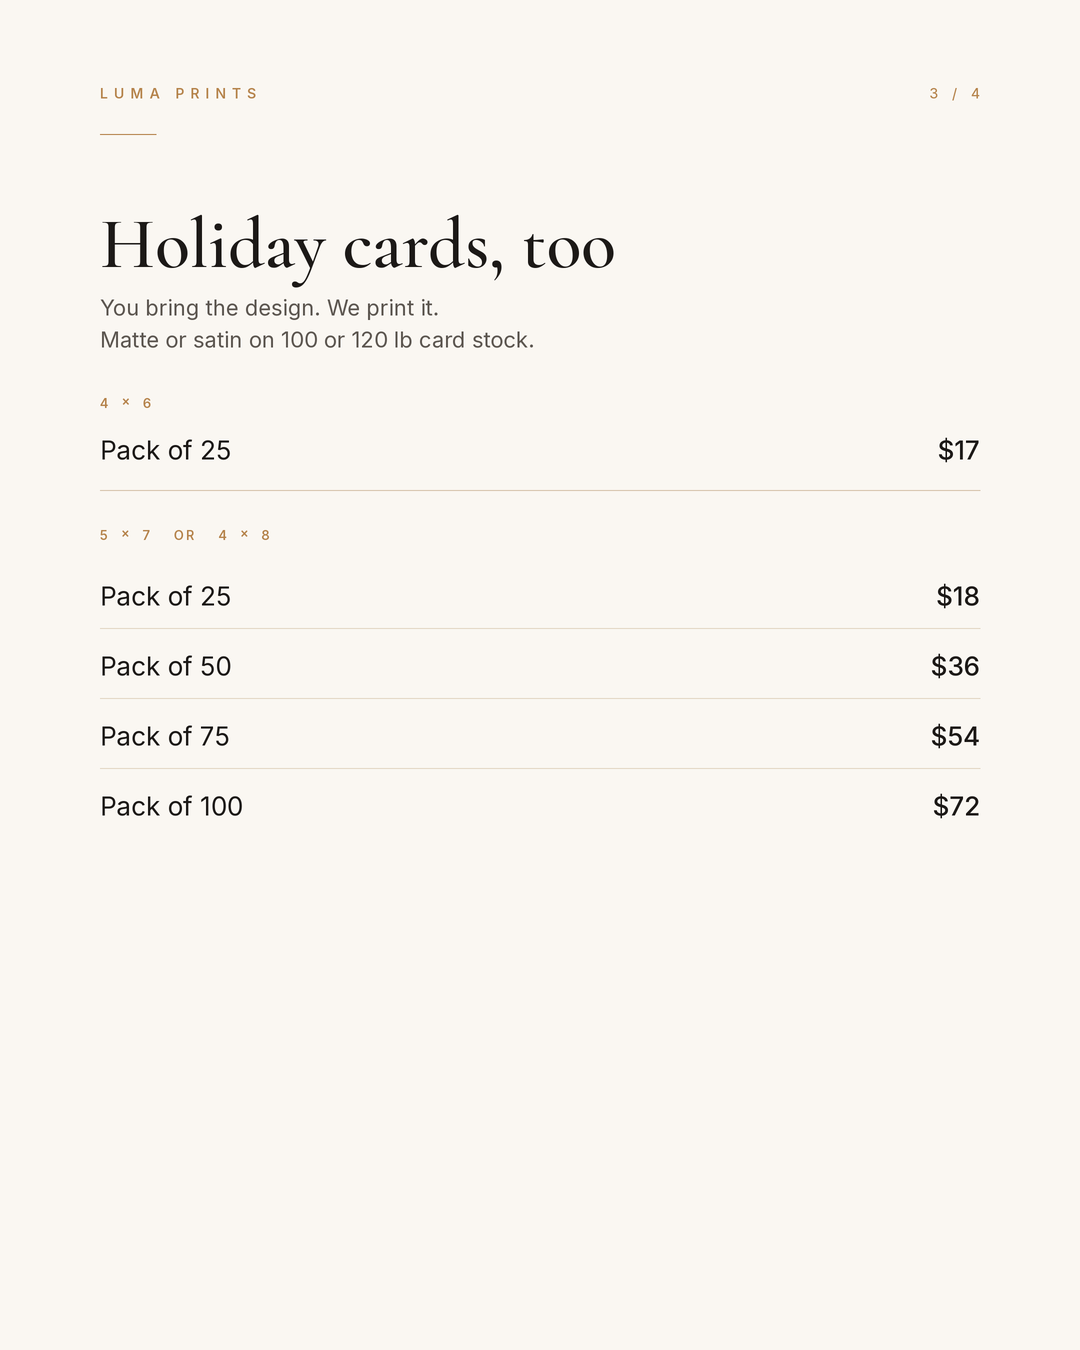 LUMA PRINTS
3 / 4
Holiday cards, too
You bring the design. We print it.
Matte or satin on 100 or 120 lb card stock.
4 × 6
Pack of 25 $17
5 × 7 OR 4 × 8
Pack of 25 $18
Pack of 50 $36
Pack of 75 $54
Pack of 100 $72